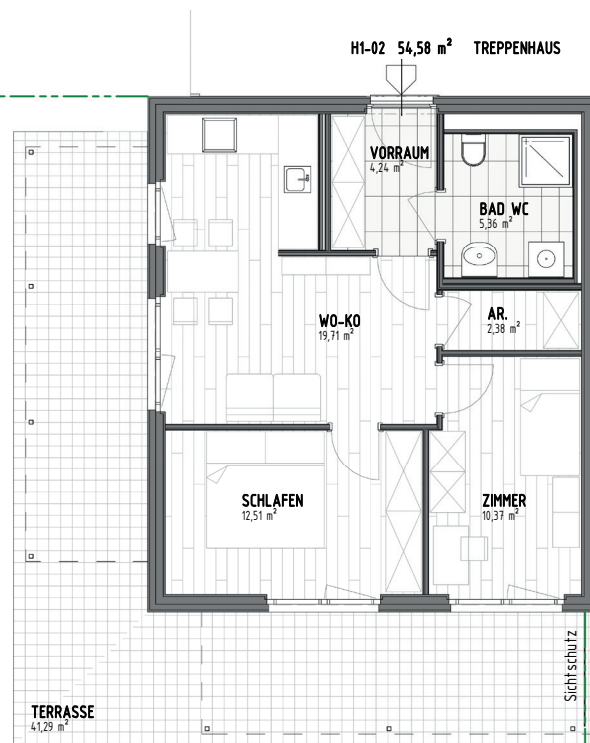 H1-02 54,58 m² TREPPENHAUS
VORRAUM
4,24 m²
BAD WC
5,36 m²
AR.
2,38 m²
WO-KO
19,71 m²
SCHLAFEN
12,51 m²
ZIMMER
10,37 m²
Sichtschutz
TERRASSE
41,29 m²